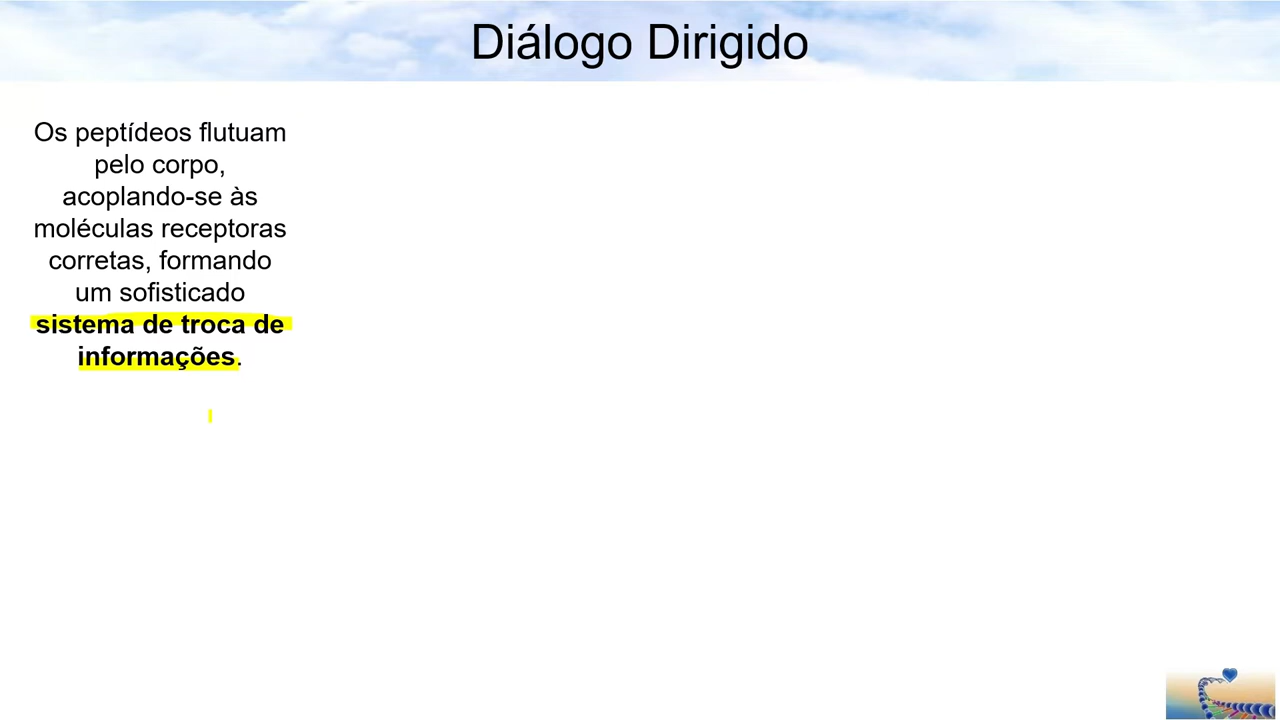 Diálogo Dirigido
Os peptídeos flutuam
pelo corpo,
acoplando-se às
moléculas receptoras
corretas, formando
um sofisticado
sistema de troca de
informações.